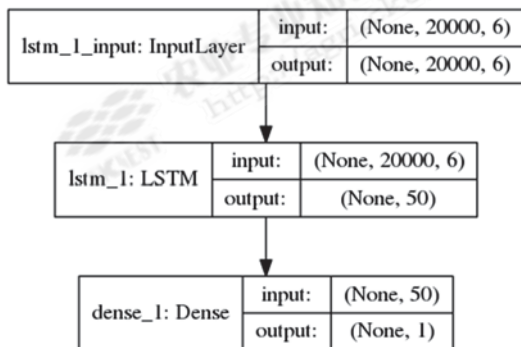 lstm_1_input: InputLayer
input: (None, 20000, 6)
output: (None, 20000, 6)
lstm_1: LSTM
input: (None, 20000, 6)
output: (None, 50)
dense_1: Dense
input: (None, 50)
output: (None, 1)